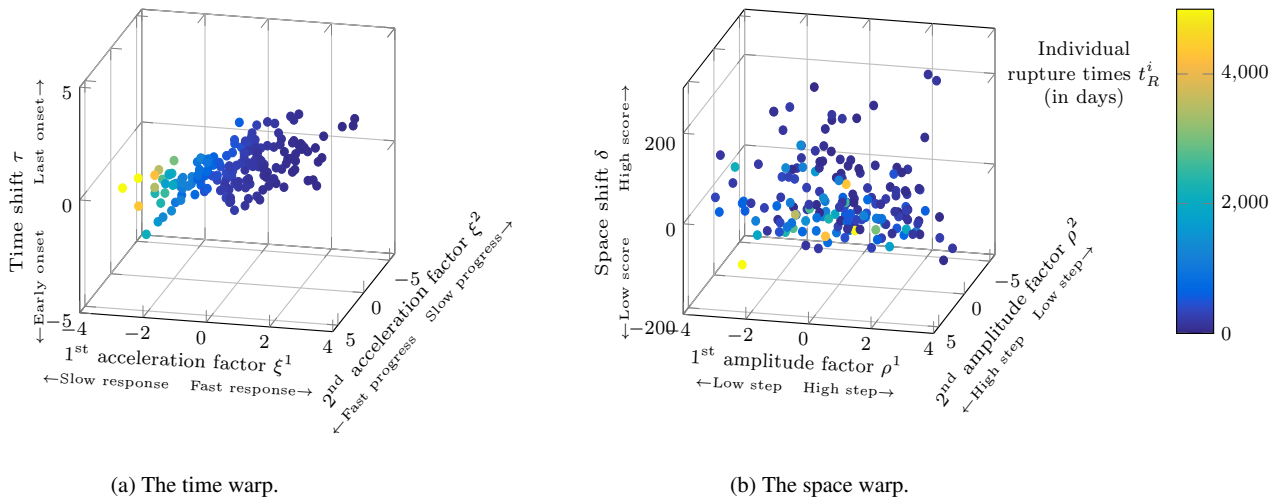 5
0
−5
Time shift τ
←Early onset Last onset→
−4
−2
0
2
4
1st acceleration factor ξ1
←Slow response Fast response→
5
0
−5
2nd acceleration factor ξ2
←Fast progress Slow progress→
(a) The time warp.
200
0
−200
Space shift δ
←Low score High score→
−4
−2
0
2
4
1st amplitude factor ρ1
←Low step High step→
5
0
−5
2nd amplitude factor ρ2
←High step Low step→
(b) The space warp.
Individual
rupture times t_R^i
(in days)
4,000
2,000
0